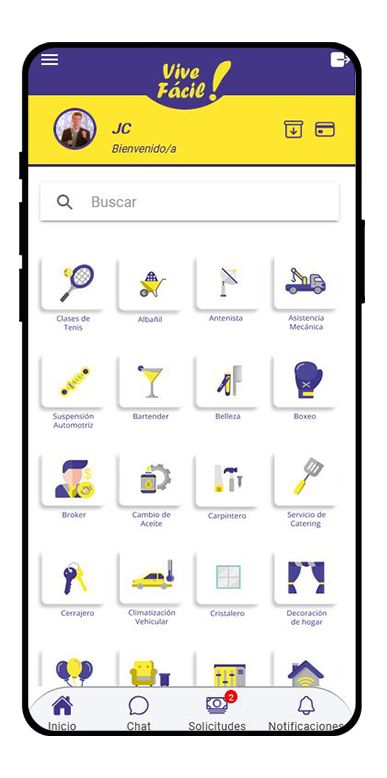 Vive
Fácil!
JC
Bienvenido/a
Buscar
Clases de
Tenis
Albañil
Antenista
Asistencia
Mecánica
Suspensión
Automotriz
Bartender
Belleza
Boxeo
Broker
Cambio de
Aceite
Carpintero
Servicio de
Catering
Cerrajero
Climatización
Vehicular
Cristalero
Decoración
de hogar
2
Inicio
Chat
Solicitudes
Notificaciones